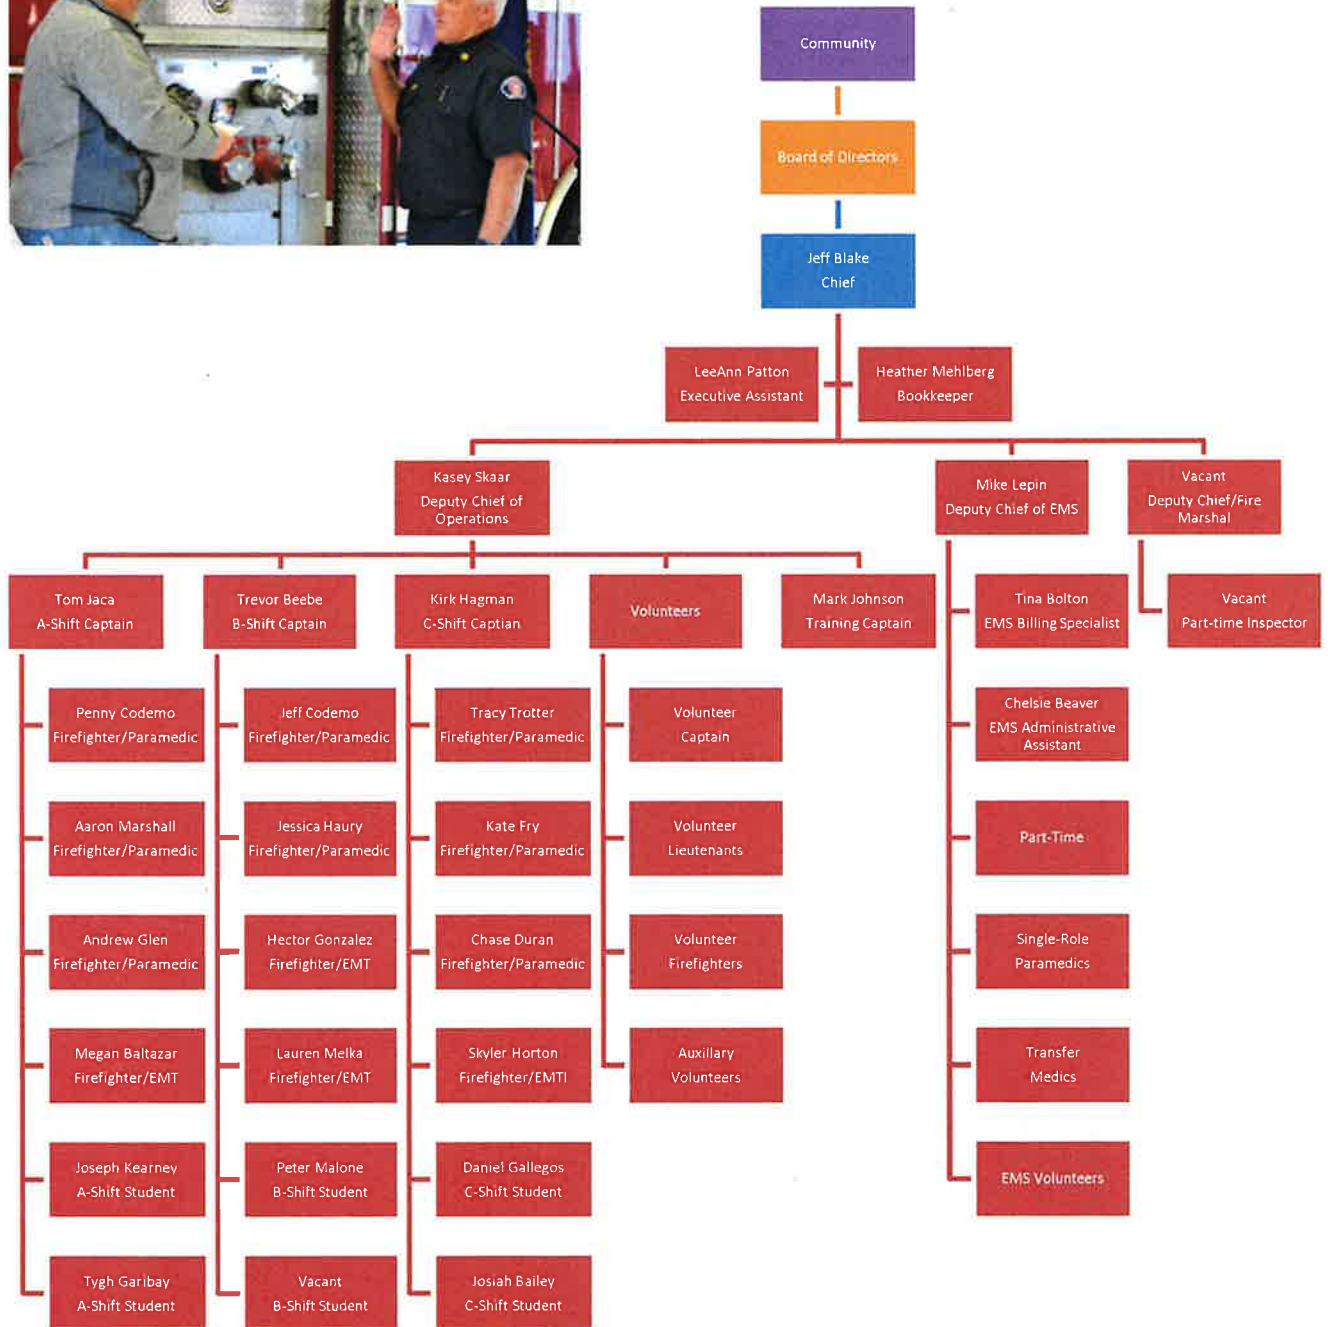 Community
Board of Directors
Jeff Blake
Chief
LeeAnn Patton
Executive Assistant
Heather Mehlberg
Bookkeeper
Kasey Skaar
Deputy Chief of
Operations
Mike Lepin
Deputy Chief of EMS
Vacant
Deputy Chief/Fire
Marshal
Tom Jaca
A-Shift Captain
Trevor Beebe
B-Shift Captain
Kirk Hagman
C-Shift Captian
Volunteers
Mark Johnson
Training Captain
Tina Bolton
EMS Billing Specialist
Vacant
Part-time Inspector
Penny Codemo
Firefighter/Paramedic
Jeff Codemo
Firefighter/Paramedic
Tracy Trotter
Firefighter/Paramedic
Volunteer
Captain
Chelsie Beaver
EMS Administrative
Assistant
Aaron Marshall
Firefighter/Paramedic
Jessica Haury
Firefighter/Paramedic
Kate Fry
Firefighter/Paramedic
Volunteer
Lieutenants
Part-Time
Andrew Glen
Firefighter/Paramedic
Hector Gonzalez
Firefighter/EMT
Chase Duran
Firefighter/Paramedic
Volunteer
Firefighters
Single-Role
Paramedics
Megan Baltazar
Firefighter/EMT
Lauren Melka
Firefighter/EMT
Skyler Horton
Firefighter/EMTI
Auxillary
Volunteers
Transfer
Medics
Joseph Kearney
A-Shift Student
Peter Malone
B-Shift Student
Daniel Gallegos
C-Shift Student
EMS Volunteers
Tygh Garibay
A-Shift Student
Vacant
B-Shift Student
Josiah Bailey
C-Shift Student